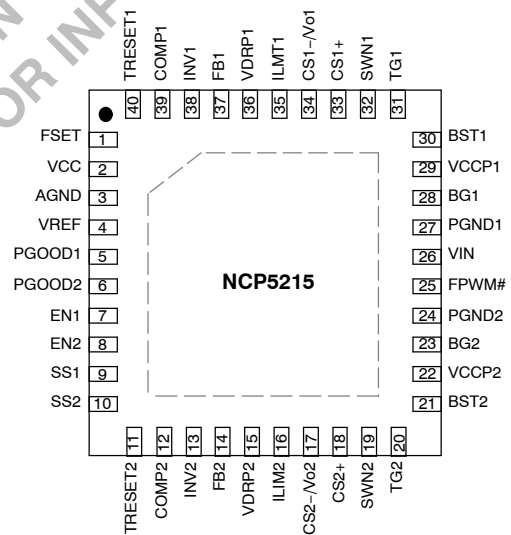 N
OR INF
TRESET1
COMP1
INV1
FB1
VDRP1
ILMT1
CS1-/Vo1
CS1+
SWN1
TG1
40 39 38 37 36 35 34 33 32 31
FSET 1
VCC 2
AGND 3
VREF 4
PGOOD1 5
PGOOD2 6
EN1 7
EN2 8
SS1 9
SS2 10
NCP5215
30 BST1
29 VCCP1
28 BG1
27 PGND1
26 VIN
25 FPWM#
24 PGND2
23 BG2
22 VCCP2
21 BST2
11 12 13 14 15 16 17 18 19 20
TRESET2
COMP2
INV2
FB2
VDRP2
ILIM2
CS2-/Vo2
CS2+
SWN2
TG2